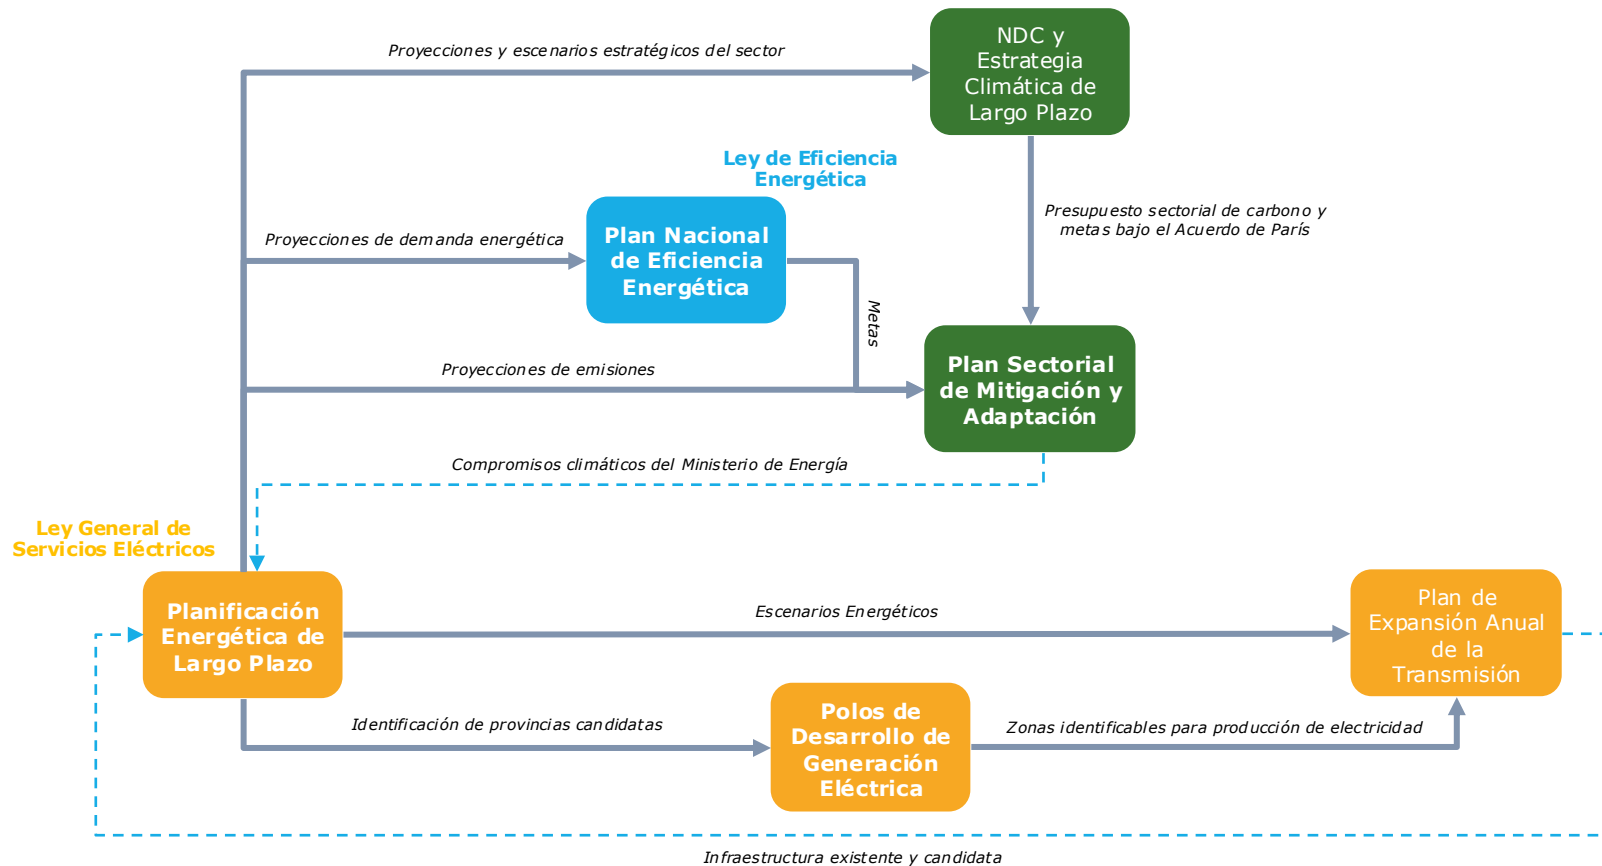 Proyecciones y escenarios estratégicos del sector
NDC y
Estrategia
Climática de
Largo Plazo
Ley de Eficiencia
Energética
Presupuesto sectorial de carbono y
metas bajo el Acuerdo de París
Proyecciones de demanda energética
Plan Nacional
de Eficiencia
Energética
Metas
Proyecciones de emisiones
Plan Sectorial
de Mitigación y
Adaptación
Compromisos climáticos del Ministerio de Energía
Ley General de
Servicios Eléctricos
Planificación
Energética de
Largo Plazo
Escenarios Energéticos
Plan de
Expansión Anual
de la
Transmisión
Identificación de provincias candidatas
Polos de
Desarrollo de
Generación
Eléctrica
Zonas identificables para producción de electricidad
Infraestructura existente y candidata